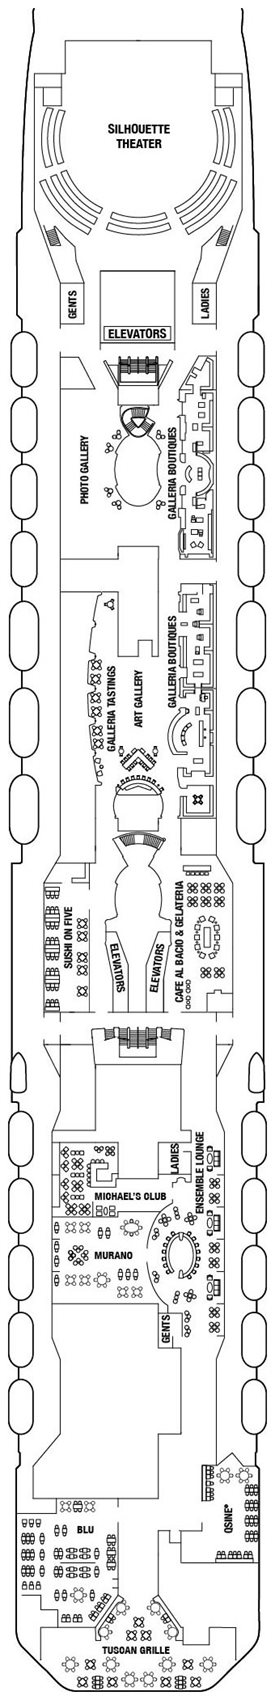 SILHOUETTE
THEATER
GENTS
LADIES
ELEVATORS
PHOTO GALLERY
GALLERIA BOUTIQUES
GALLERIA TASTINGS
ART GALLERY
GALLERIA BOUTIQUES
SUSHI ON FIVE
ELEVATORS
ELEVATORS
CAFE AL BACIO & GELATERIA
LADIES
ENSEMBLE LOUNGE
MICHAEL'S CLUB
MURANO
GENTS
QSINE®
BLU
TUSCAN GRILLE